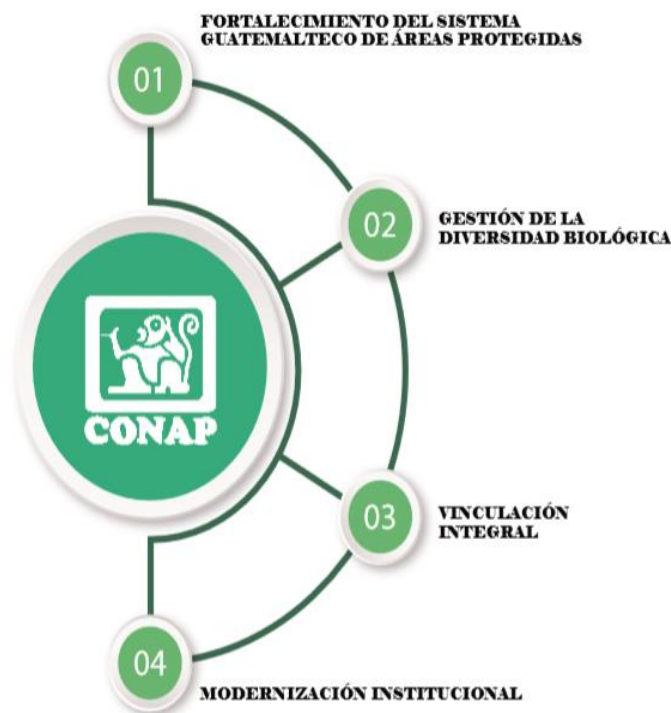 FORTALECIMIENTO DEL SISTEMA
GUATEMALTECO DE ÁREAS PROTEGIDAS
01
02
GESTIÓN DE LA
DIVERSIDAD BIOLÓGICA
CONAP
03
VINCULACIÓN
INTEGRAL
04
MODERNIZACIÓN INSTITUCIONAL